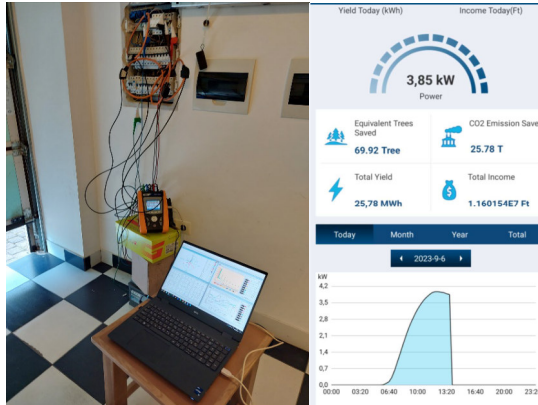 Yield Today (kWh) Income Today(Ft)
3,85 kW
Power
Equivalent Trees Saved
69.92 Tree
CO2 Emission Save
25.78 T
Total Yield
25,78 MWh
Total Income
1.160154E7 Ft
Today Month Year Total
2023-9-6
kW
4,2
3,5
2,8
2,1
1,4
0,7
0,0
00:00 03:20 06:40 10:00 13:20 16:40 20:00 23:2